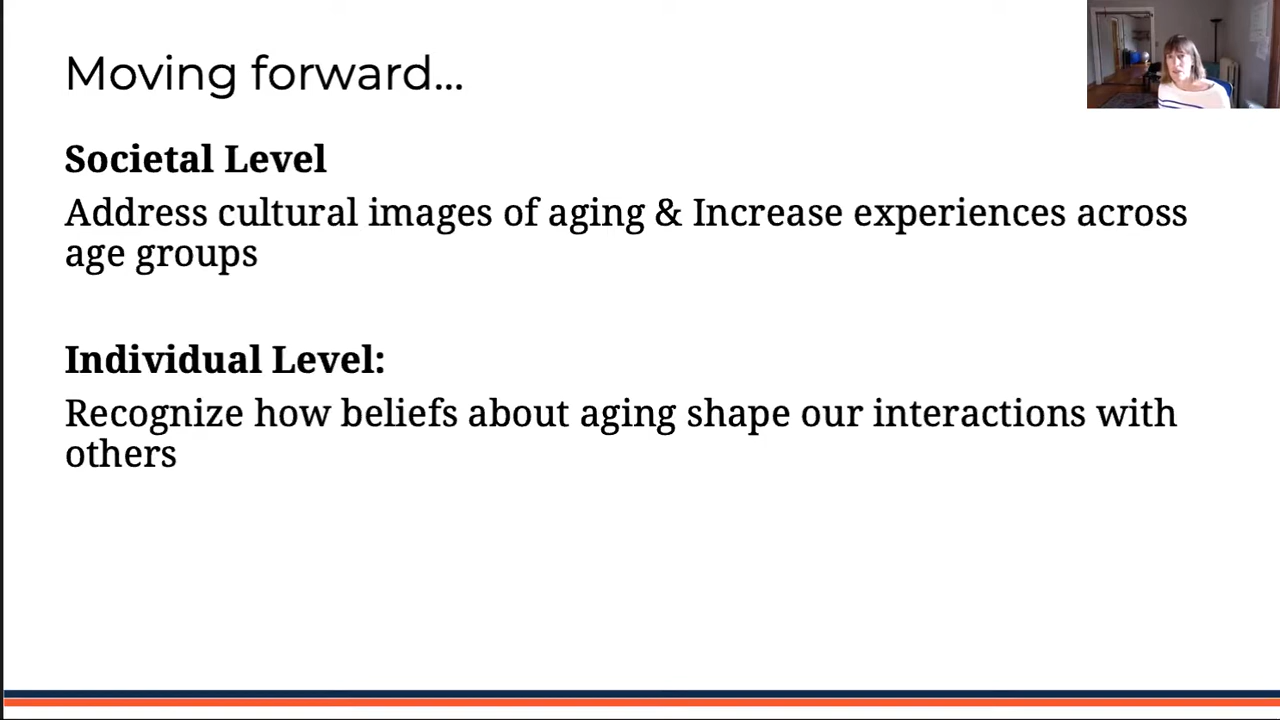 Moving forward...
Societal Level
Address cultural images of aging & Increase experiences across
age groups
Individual Level:
Recognize how beliefs about aging shape our interactions with
others